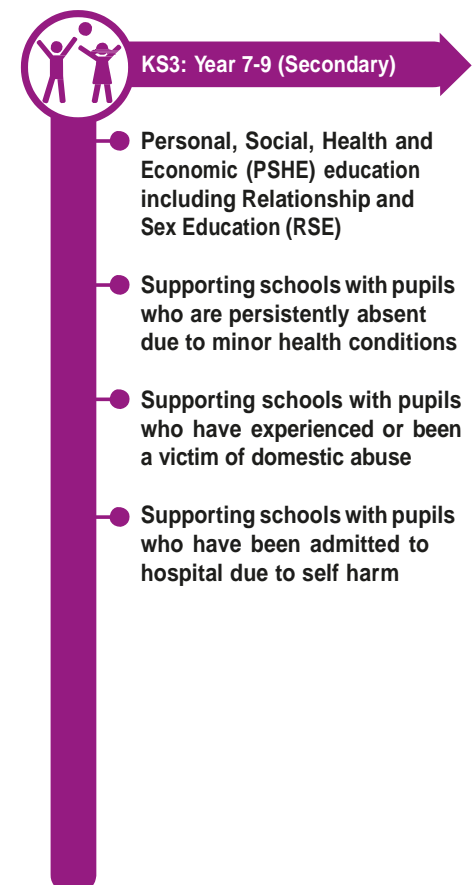 KS3: Year 7-9 (Secondary)
Personal, Social, Health and
Economic (PSHE) education
including Relationship and
Sex Education (RSE)
Supporting schools with pupils
who are persistently absent
due to minor health conditions
Supporting schools with pupils
who have experienced or been
a victim of domestic abuse
Supporting schools with pupils
who have been admitted to
hospital due to self harm